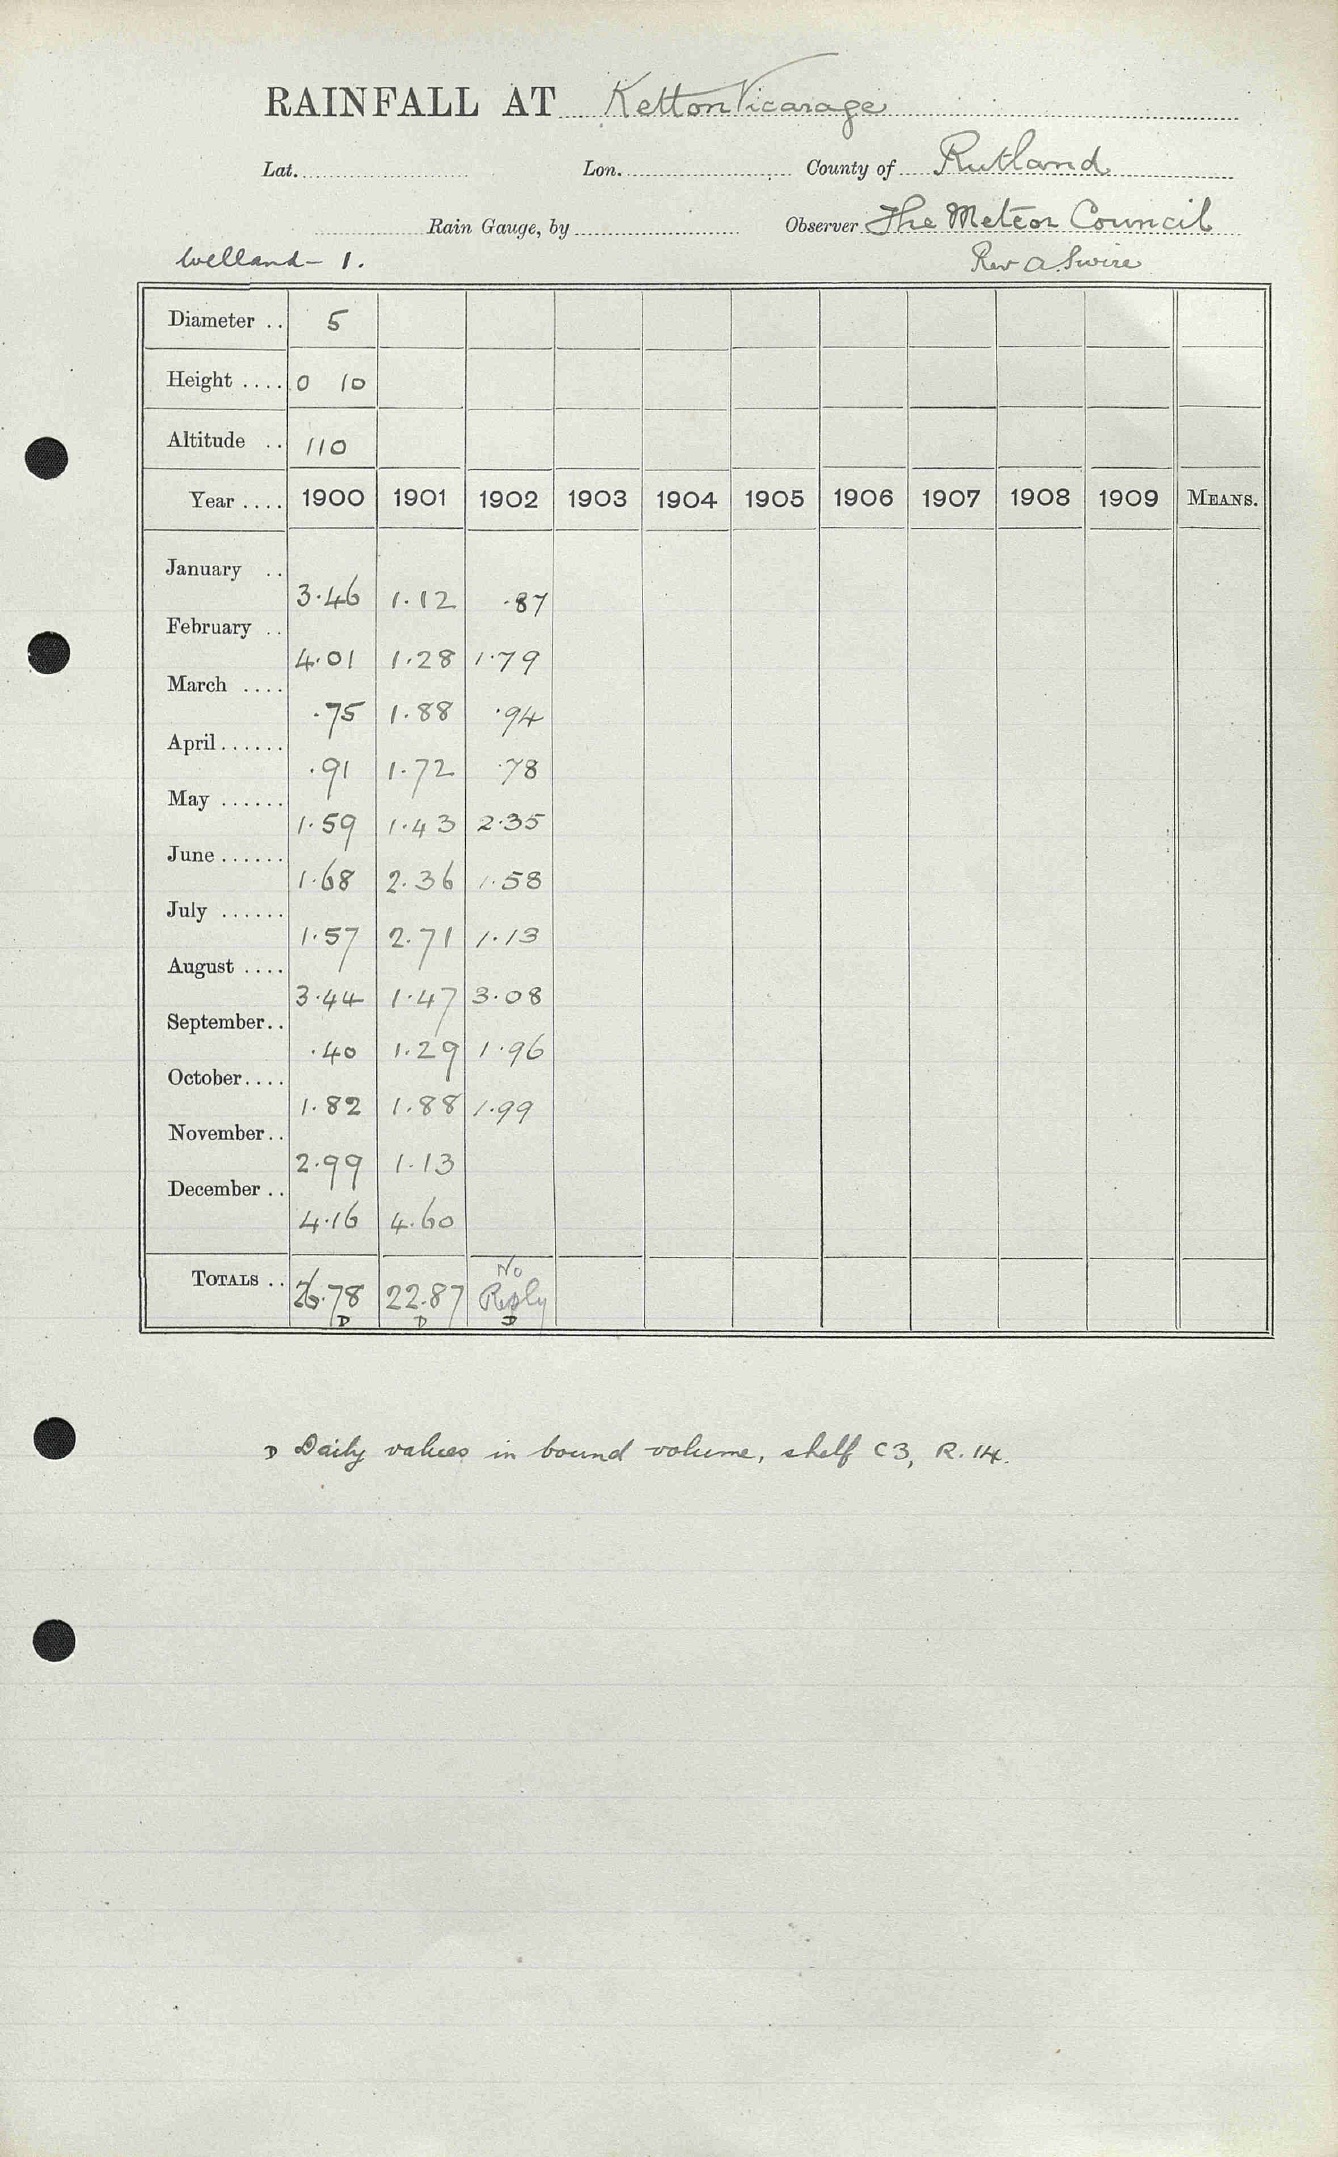 RAINFALL AT Ketton Vicarage
Lat. Lon. County of Rutland
Rain Gauge, by Observer The Meteor Council
Welland - 1. Rev A. Swire
Diameter .. 5
Height .... 0 10
Altitude .. 110
Year .... 1900 1901 1902 1903 1904 1905 1906 1907 1908 1909 MEANS.
January .. 3.46 1.12 .87
February .. 4.01 1.28 1.79
March .... .75 1.88 .94
April...... .91 1.72 .78
May ...... 1.59 1.43 2.35
June...... 1.68 2.36 1.58
July ...... 1.57 2.71 1.13
August .... 3.44 1.47 3.08
September.. .40 1.29 1.96
October.... 1.82 1.88 1.99
November.. 2.99 1.13
December .. 4.16 4.60
TOTALS .. 26.78 22.87 No Reply
D D D
D Daily values in bound volume, shelf C3, R.14.